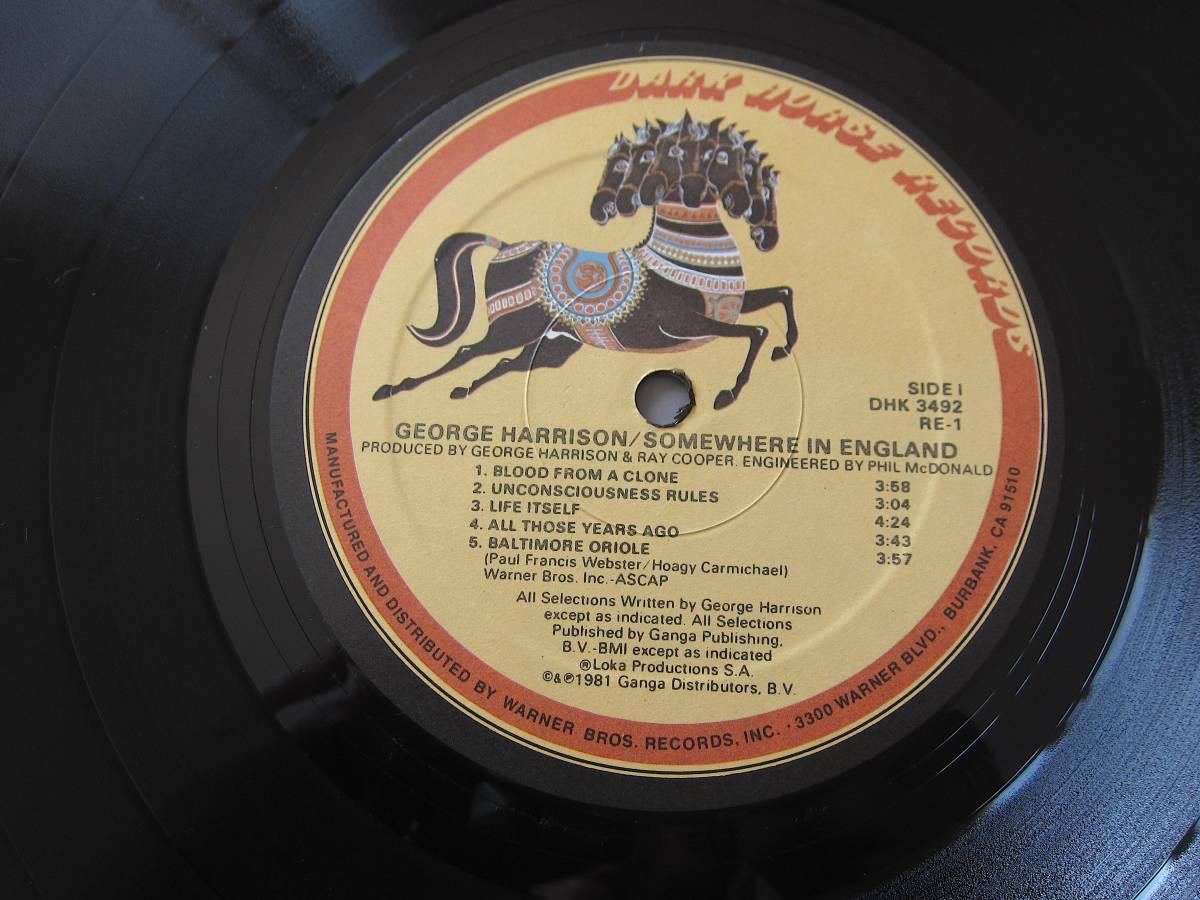 DARK HORSE RECORDS
SIDE I
DHK 3492
RE-1
GEORGE HARRISON/SOMEWHERE IN ENGLAND
PRODUCED BY GEORGE HARRISON & RAY COOPER. ENGINEERED BY PHIL McDONALD
1. BLOOD FROM A CLONE 3:58
2. UNCONSCIOUSNESS RULES 3:04
3. LIFE ITSELF 4:24
4. ALL THOSE YEARS AGO 3:43
5. BALTIMORE ORIOLE 3:57
(Paul Francis Webster/Hoagy Carmichael)
Warner Bros. Inc.-ASCAP
All Selections Written by George Harrison
except as indicated. All Selections
Published by Ganga Publishing,
B.V.-BMI except as indicated
®Loka Productions S.A.
©&℗1981 Ganga Distributors, B.V.
MANUFACTURED AND DISTRIBUTED BY WARNER BROS. RECORDS, INC. · 3300 WARNER BLVD., BURBANK, CA 91510